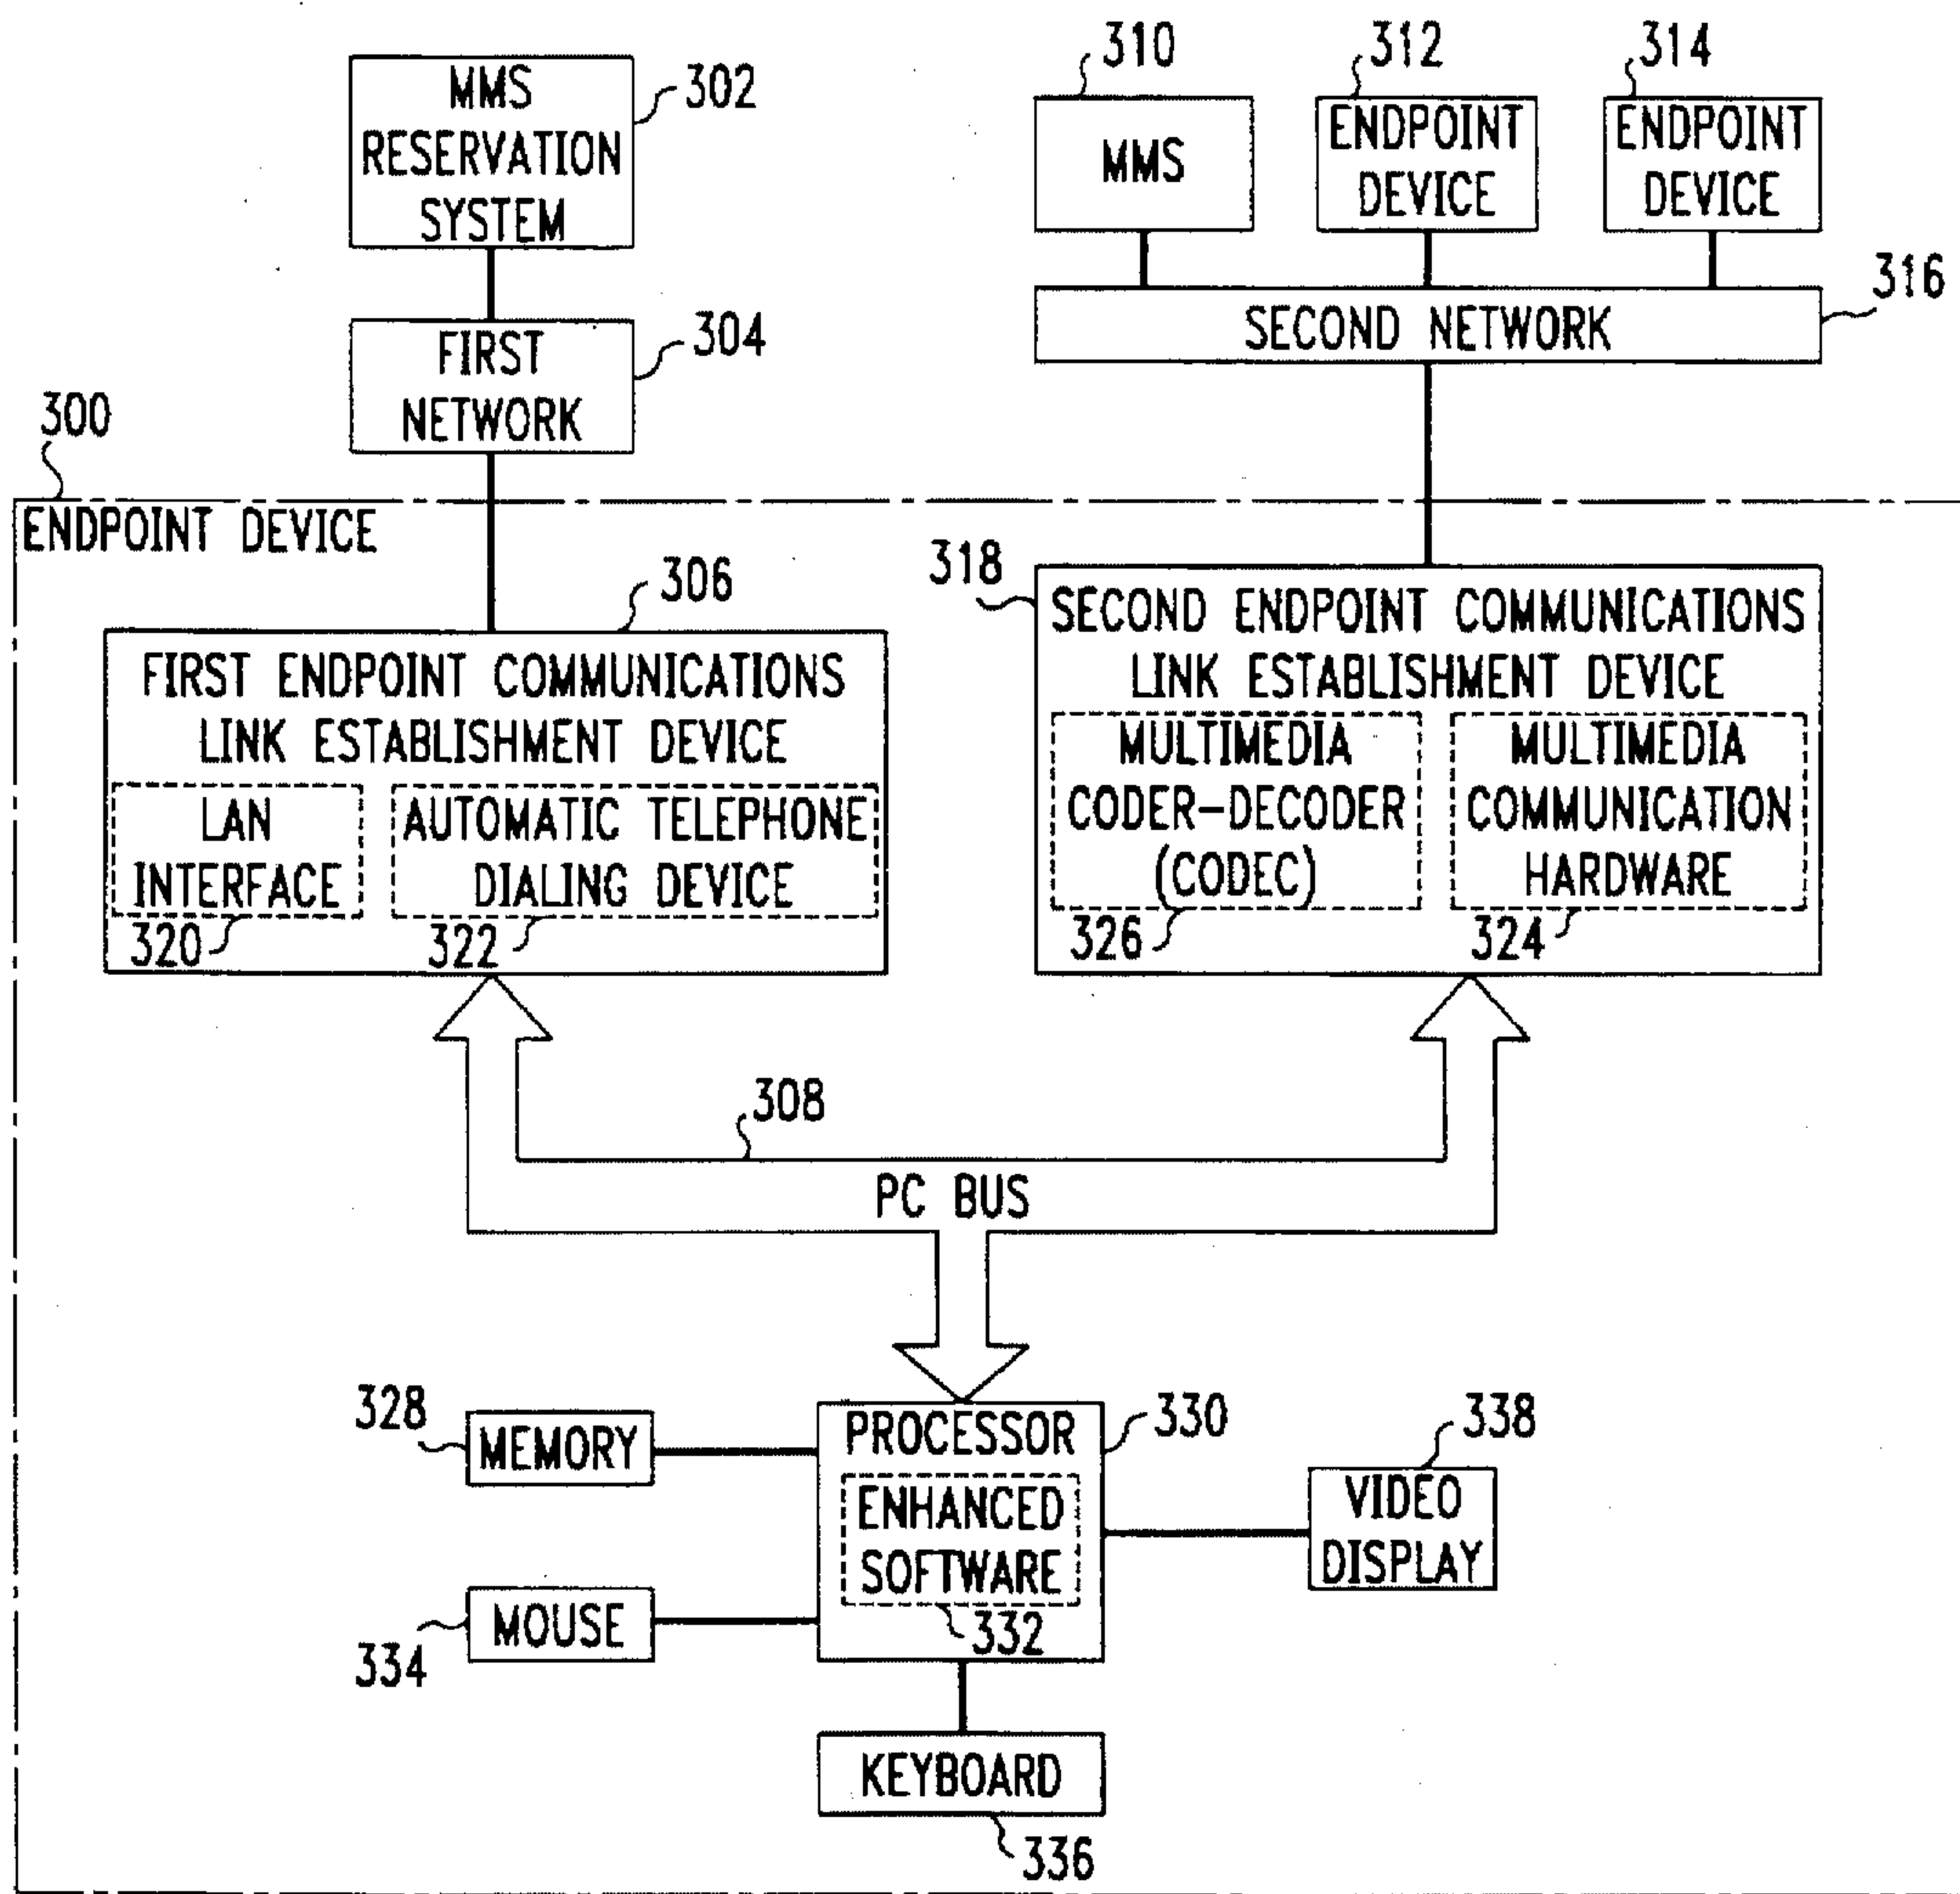 310
312
314
MMS
RESERVATION
SYSTEM
302
MMS
ENDPOINT
DEVICE
ENDPOINT
DEVICE
316
SECOND NETWORK
FIRST
NETWORK
304
300
ENDPOINT DEVICE
306
FIRST ENDPOINT COMMUNICATIONS
LINK ESTABLISHMENT DEVICE
LAN
INTERFACE
320
AUTOMATIC TELEPHONE
DIALING DEVICE
322
318
SECOND ENDPOINT COMMUNICATIONS
LINK ESTABLISHMENT DEVICE
MULTIMEDIA
CODER-DECODER
(CODEC)
326
MULTIMEDIA
COMMUNICATION
HARDWARE
324
308
PC BUS
328
MEMORY
PROCESSOR
330
ENHANCED
SOFTWARE
332
338
VIDEO
DISPLAY
MOUSE
334
KEYBOARD
336